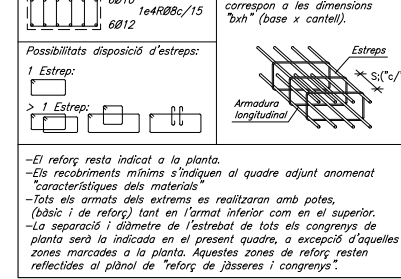 correspon a les dimensions
6Ø12
1e4RØ8c/15
"bxh" (base x cantell).
Possibilitats disposició d'estreps:
1 Estrep:
> 1 Estrep:
Estreps
S;("c/
Armadura
longitudinal
-El reforç resta indicat a la planta.
-Els recobriments mínims s'indiquen al quadre adjunt anomenat
"característiques dels materials"
-Tots els armats dels extrems es realitzaran amb potes,
(bàsic i de reforç) tant en l'armat inferior com en el superior.
-La separació i diàmetre de l'estrebat de tots els congrenys de
planta serà la indicada en el present quadre, a excepció d'aquelles
zones marcades a la planta. Aquestes zones de reforç resten
reflectides al plànol de "reforç de jàsseres i congrenys".